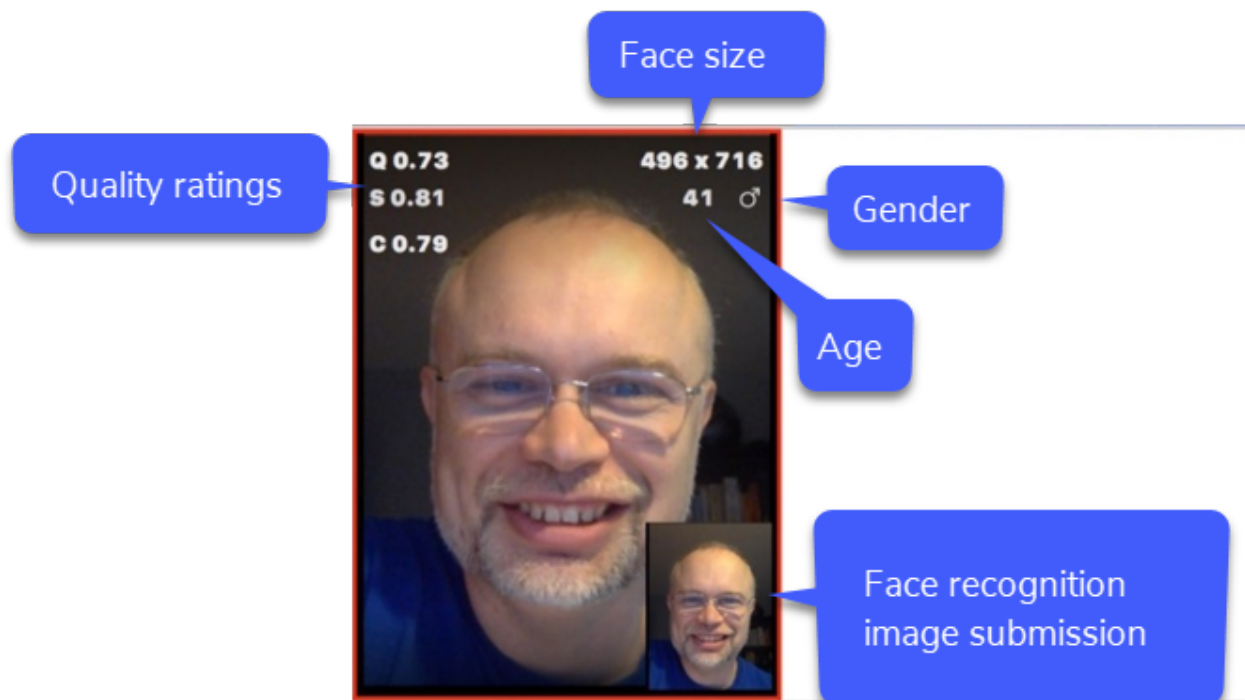 Face size
Quality ratings
Q 0.73
496 x 716
S 0.81
41 ♂
Gender
C 0.79
Age
Face recognition
image submission